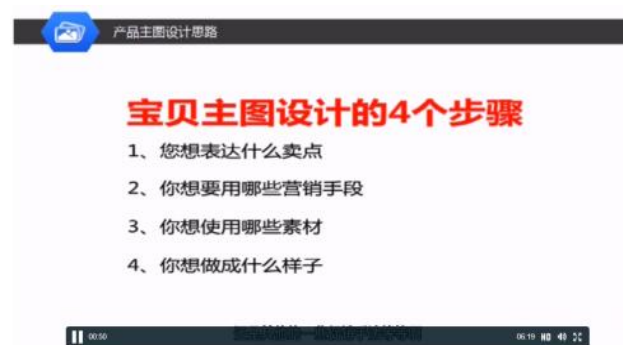 产品主图设计思路
宝贝主图设计的4个步骤
1、您想表达什么卖点
2、你想要用哪些营销手段
3、你想使用哪些素材
4、你想做成什么样子
00:50
06:19 HD